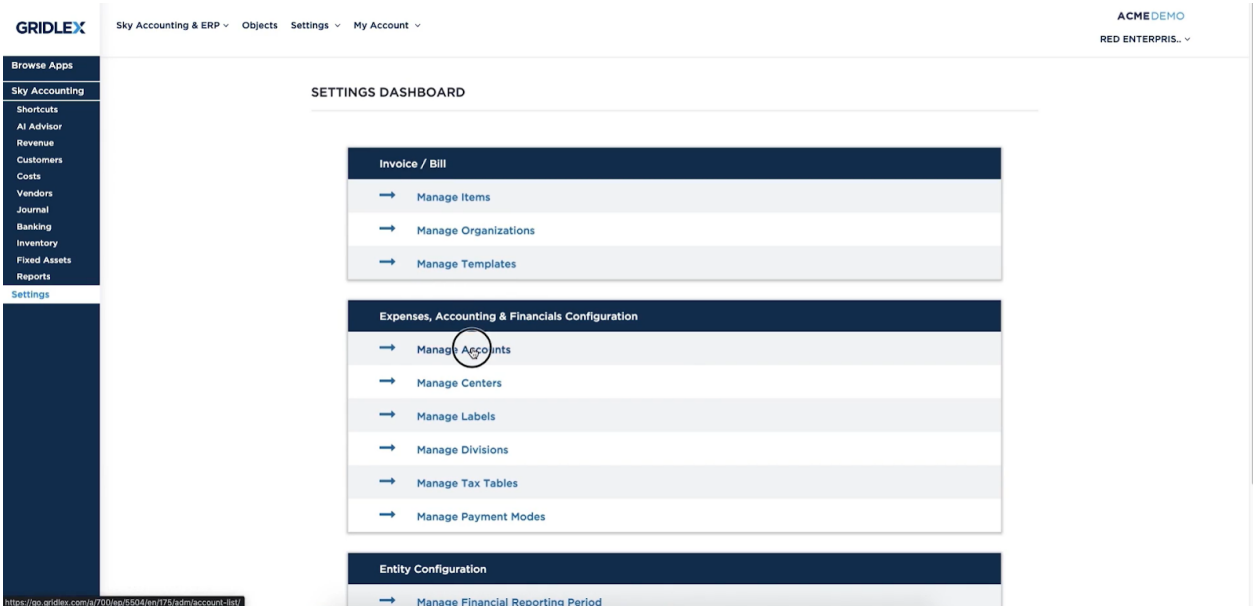 GRIDLEX
Sky Accounting & ERP Objects Settings My Account
ACMEDEMO
RED ENTERPRIS..
Browse Apps
Sky Accounting
Shortcuts
AI Advisor
Revenue
Customers
Costs
Vendors
Journal
Banking
Inventory
Fixed Assets
Reports
Settings
SETTINGS DASHBOARD
Invoice / Bill
Manage Items
Manage Organizations
Manage Templates
Expenses, Accounting & Financials Configuration
Manage Accounts
Manage Centers
Manage Labels
Manage Divisions
Manage Tax Tables
Manage Payment Modes
Entity Configuration
Manage Financial Reporting Period
https://go.gridlex.com/a/700/ep/5504/en/175/adm/account-list/